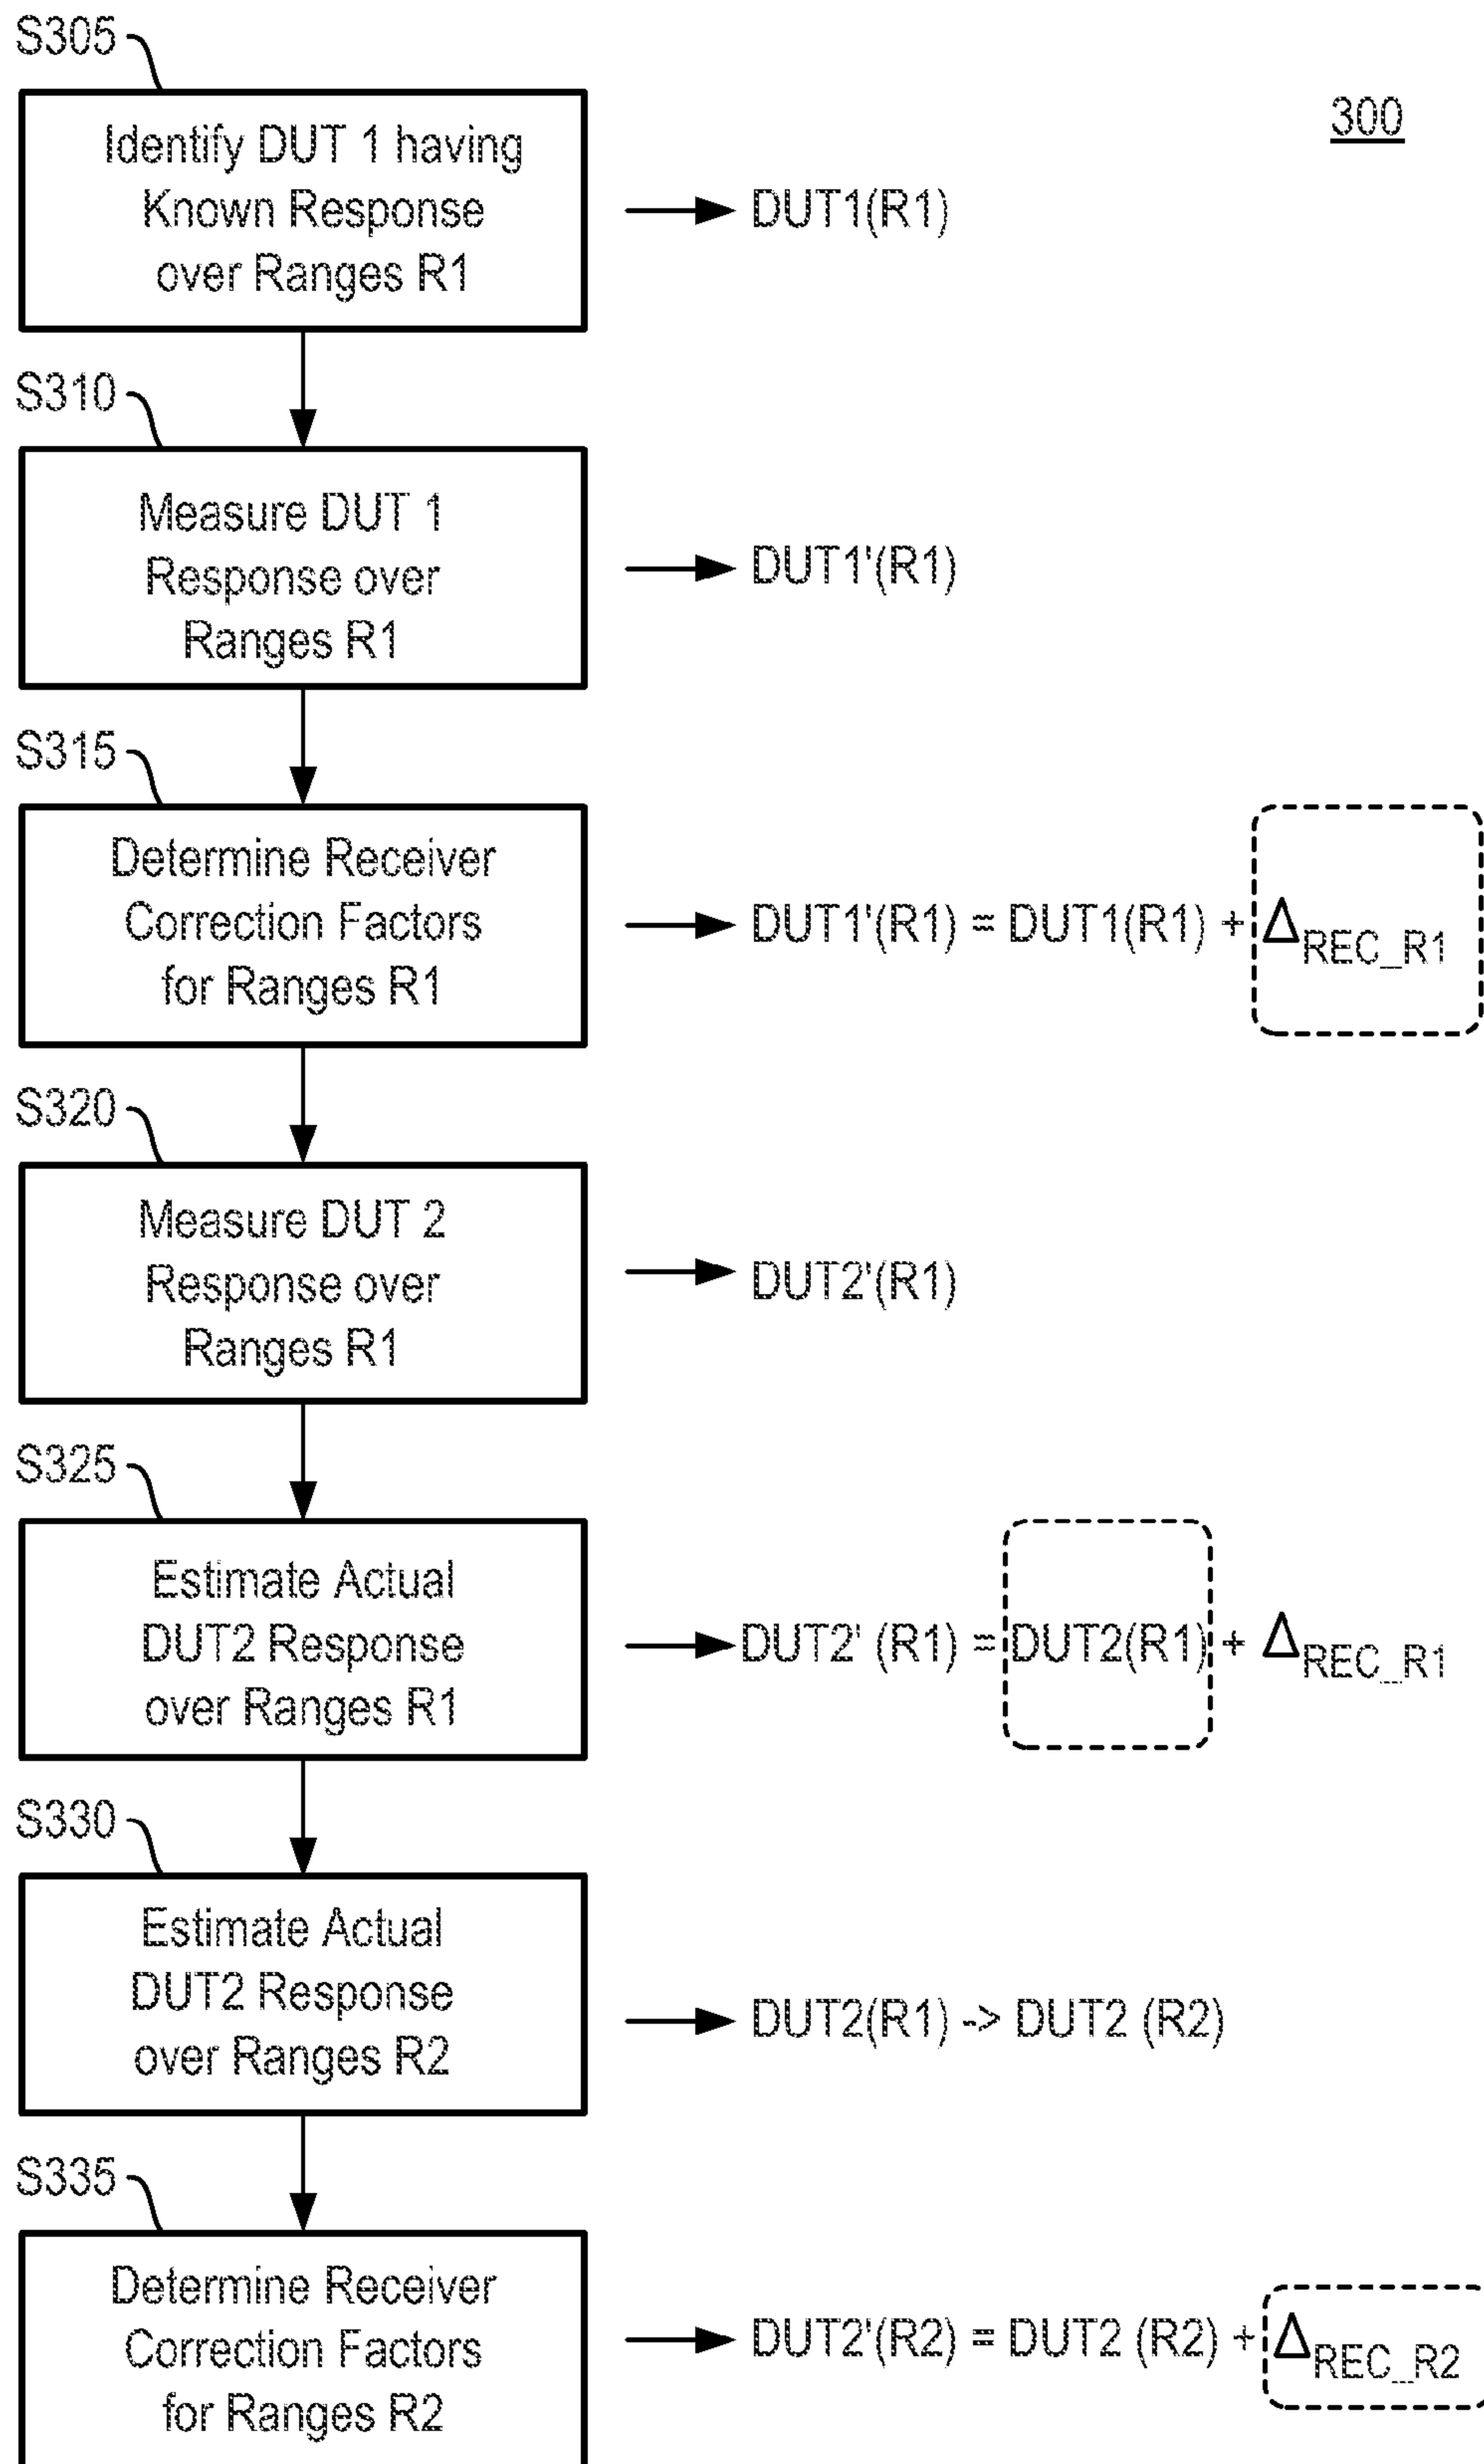 S305
300
Identify DUT 1 having
Known Response
over Ranges R1
DUT1(R1)
S310
Measure DUT 1
Response over
Ranges R1
DUT1'(R1)
S315
Determine Receiver
Correction Factors
for Ranges R1
DUT1'(R1) = DUT1(R1) + Δ REC_R1
S320
Measure DUT 2
Response over
Ranges R1
DUT2'(R1)
S325
Estimate Actual
DUT2 Response
over Ranges R1
DUT2' (R1) = DUT2(R1) + Δ REC_R1
S330
Estimate Actual
DUT2 Response
over Ranges R2
DUT2(R1) -> DUT2 (R2)
S335
Determine Receiver
Correction Factors
for Ranges R2
DUT2'(R2) = DUT2 (R2) + Δ REC_R2